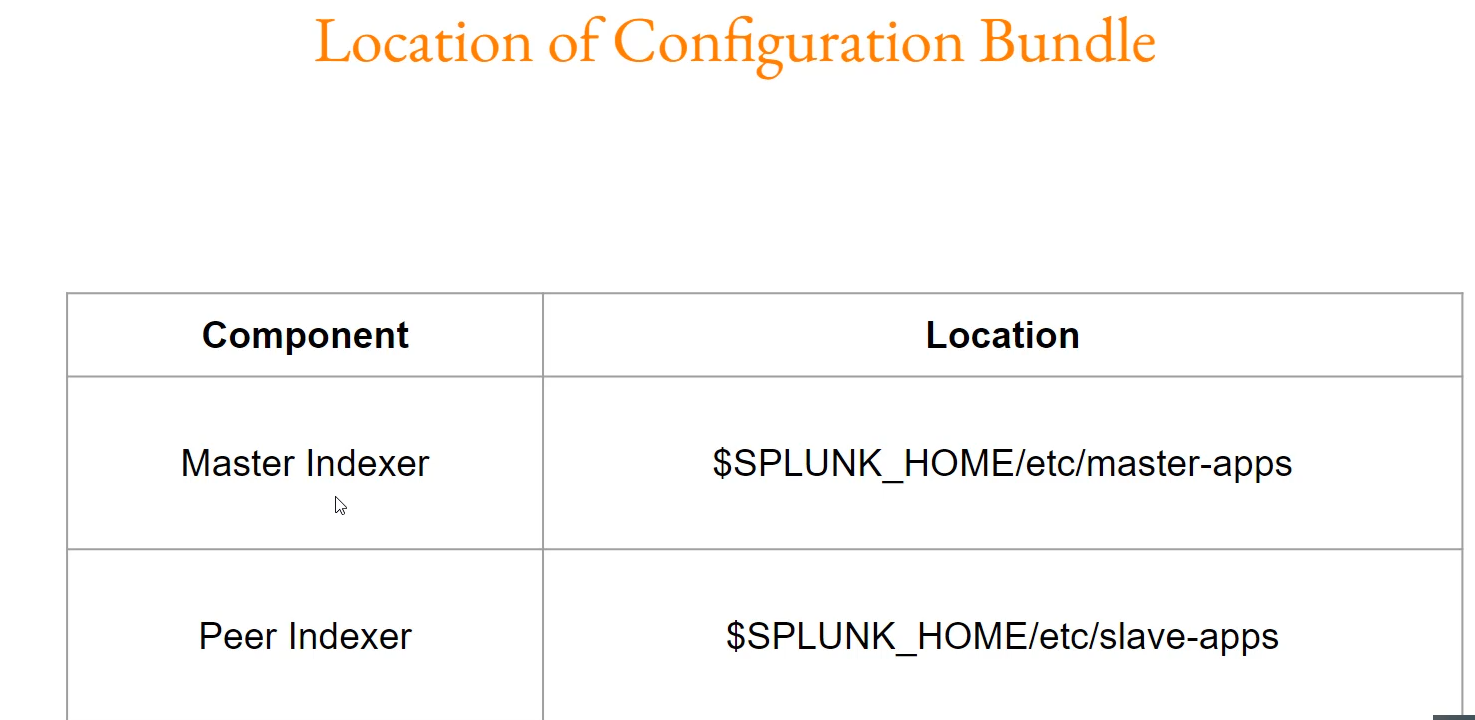 Location of Configuration Bundle
Component
Location
Master Indexer
$SPLUNK_HOME/etc/master-apps
Peer Indexer
$SPLUNK_HOME/etc/slave-apps